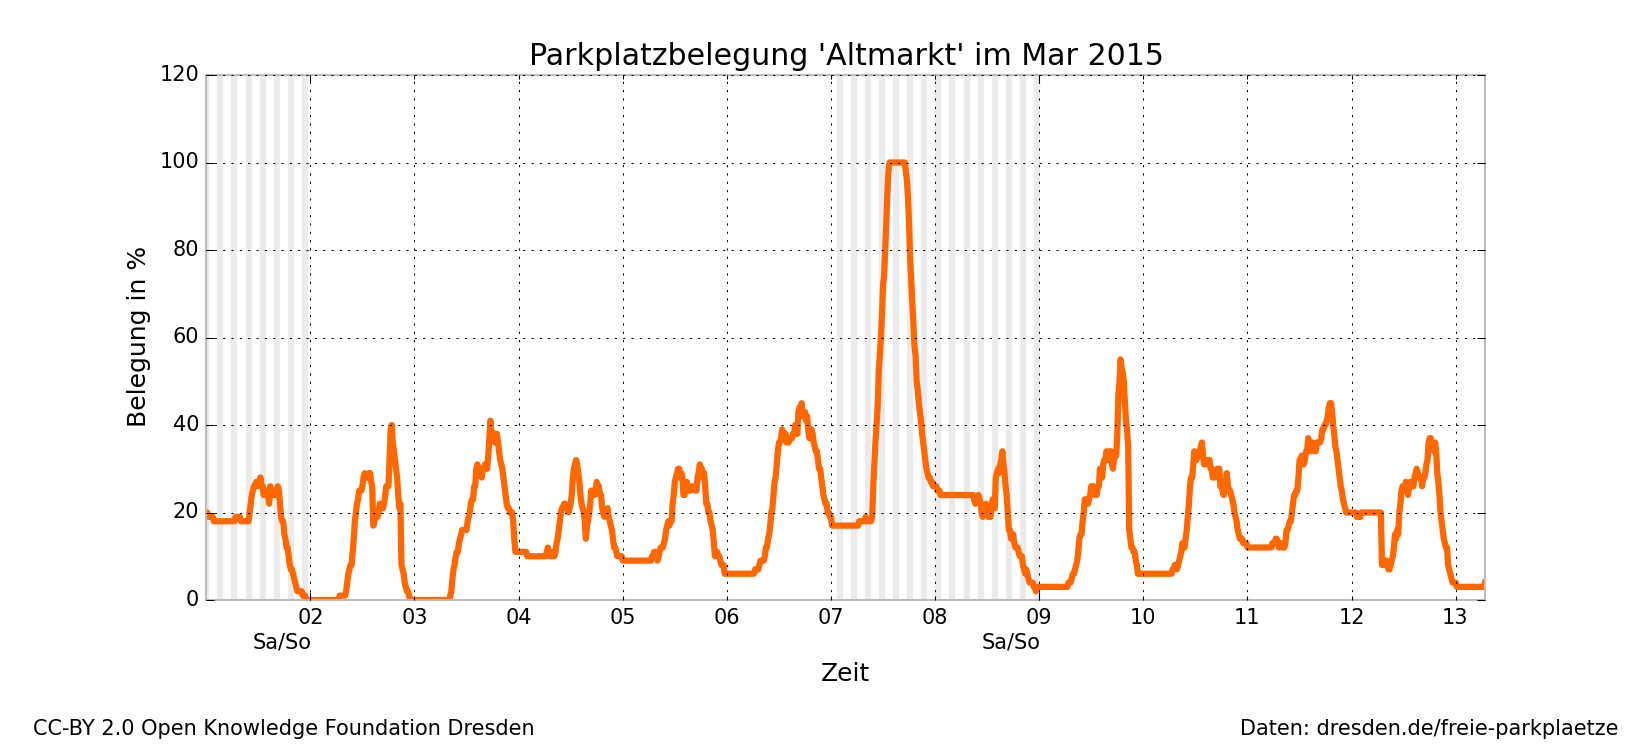 Parkplatzbelegung 'Altmarkt' im Mar 2015
120
100
80
60
40
20
0
Belegung in %
02 03 04 05 06 07 08 09 10 11 12 13
Sa/So Sa/So
Zeit
CC-BY 2.0 Open Knowledge Foundation Dresden
Daten: dresden.de/freie-parkplaetze